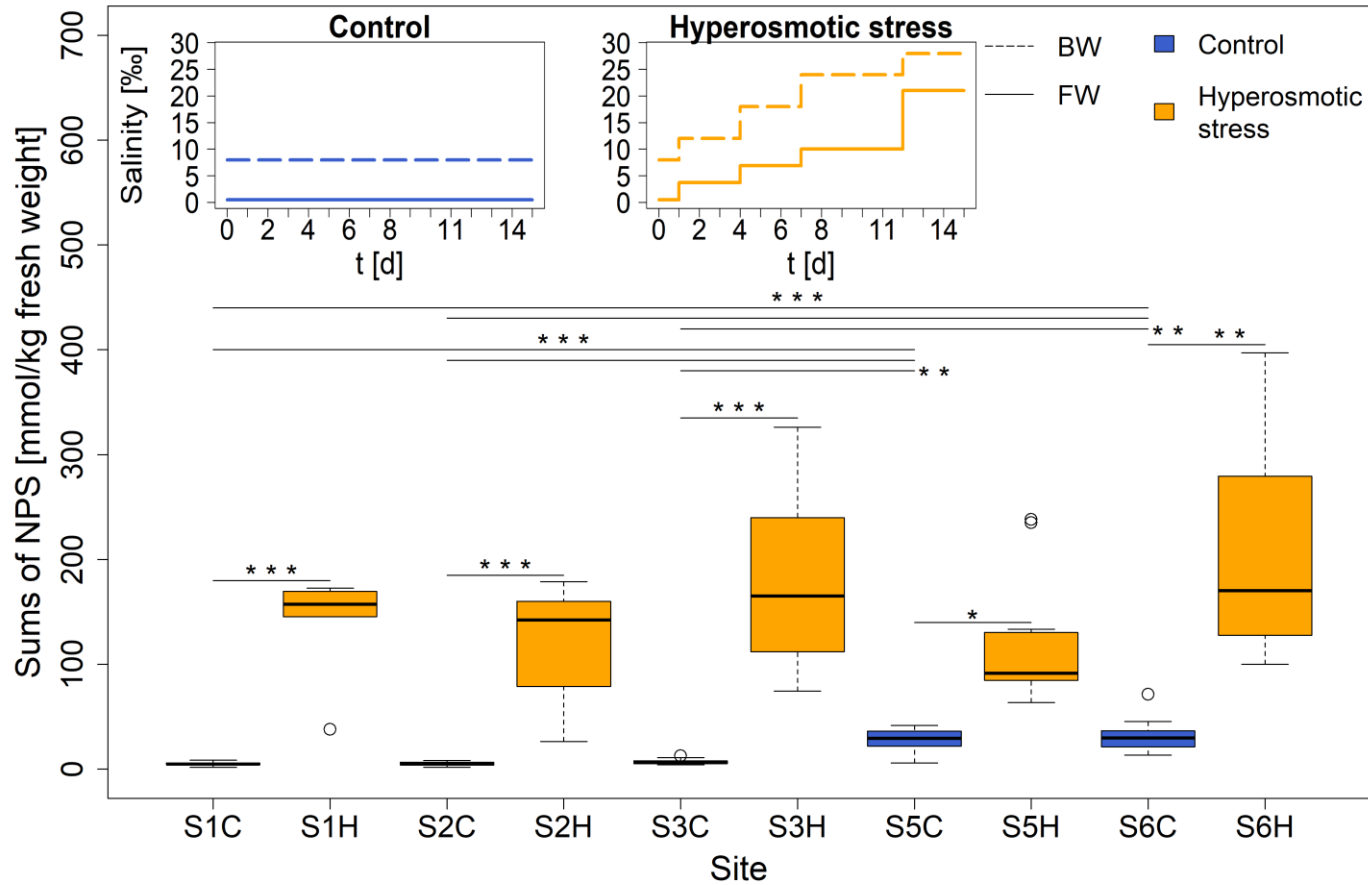 Control
Salinity [‰]
30
25
20
15
10
5
0
0 2 4 6 8 11 14
t [d]
Hyperosmotic stress
30
25
20
15
10
5
0
0 2 4 6 8 11 14
t [d]
BW
FW
Control
Hyperosmotic
stress
Sums of NPS [mmol/kg fresh weight]
700
600
500
400
300
200
100
0
* * *
* * *
* *
* *
* *
* * *
* * *
* * *
*
S1C S1H S2C S2H S3C S3H S5C S5H S6C S6H
Site